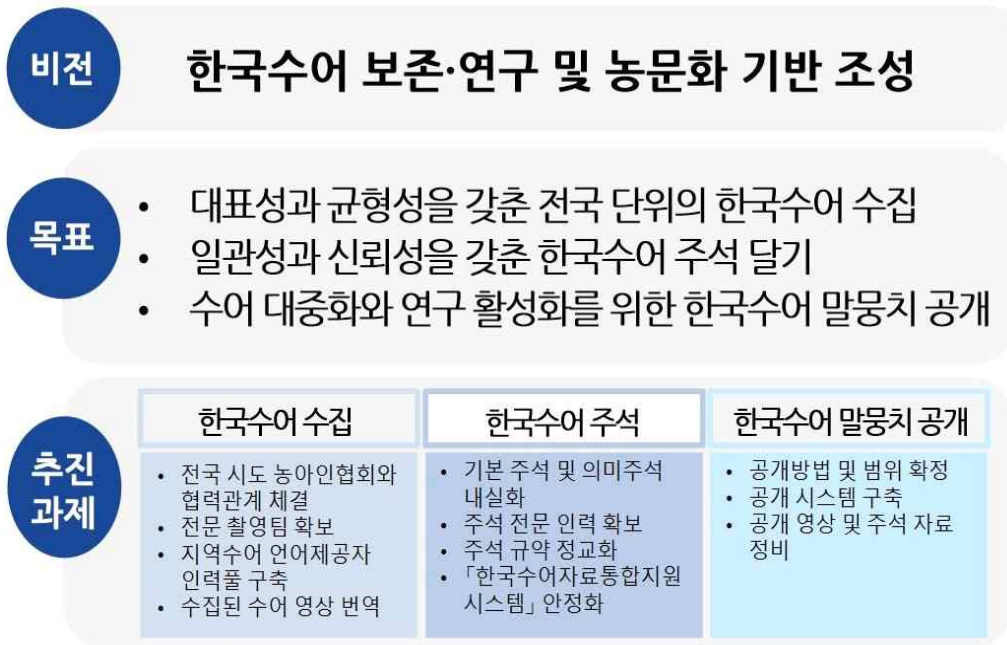 비전
한국수어 보존·연구 및 농문화 기반 조성
목표
• 대표성과 균형성을 갖춘 전국 단위의 한국수어 수집
• 일관성과 신뢰성을 갖춘 한국수어 주석 달기
• 수어 대중화와 연구 활성화를 위한 한국수어 말뭉치 공개
추진
과제
한국수어 수집
• 전국 시도 농아인협회와
협력관계 체결
• 전문 촬영팀 확보
• 지역수어 언어제공자
인력풀 구축
• 수집된 수어 영상 번역
한국수어 주석
• 기본 주석 및 의미주석
내실화
• 주석 전문 인력 확보
• 주석 규약 정교화
• 「한국수어자료통합지원
시스템」 안정화
한국수어 말뭉치 공개
• 공개방법 및 범위 확정
• 공개 시스템 구축
• 공개 영상 및 주석 자료
정비